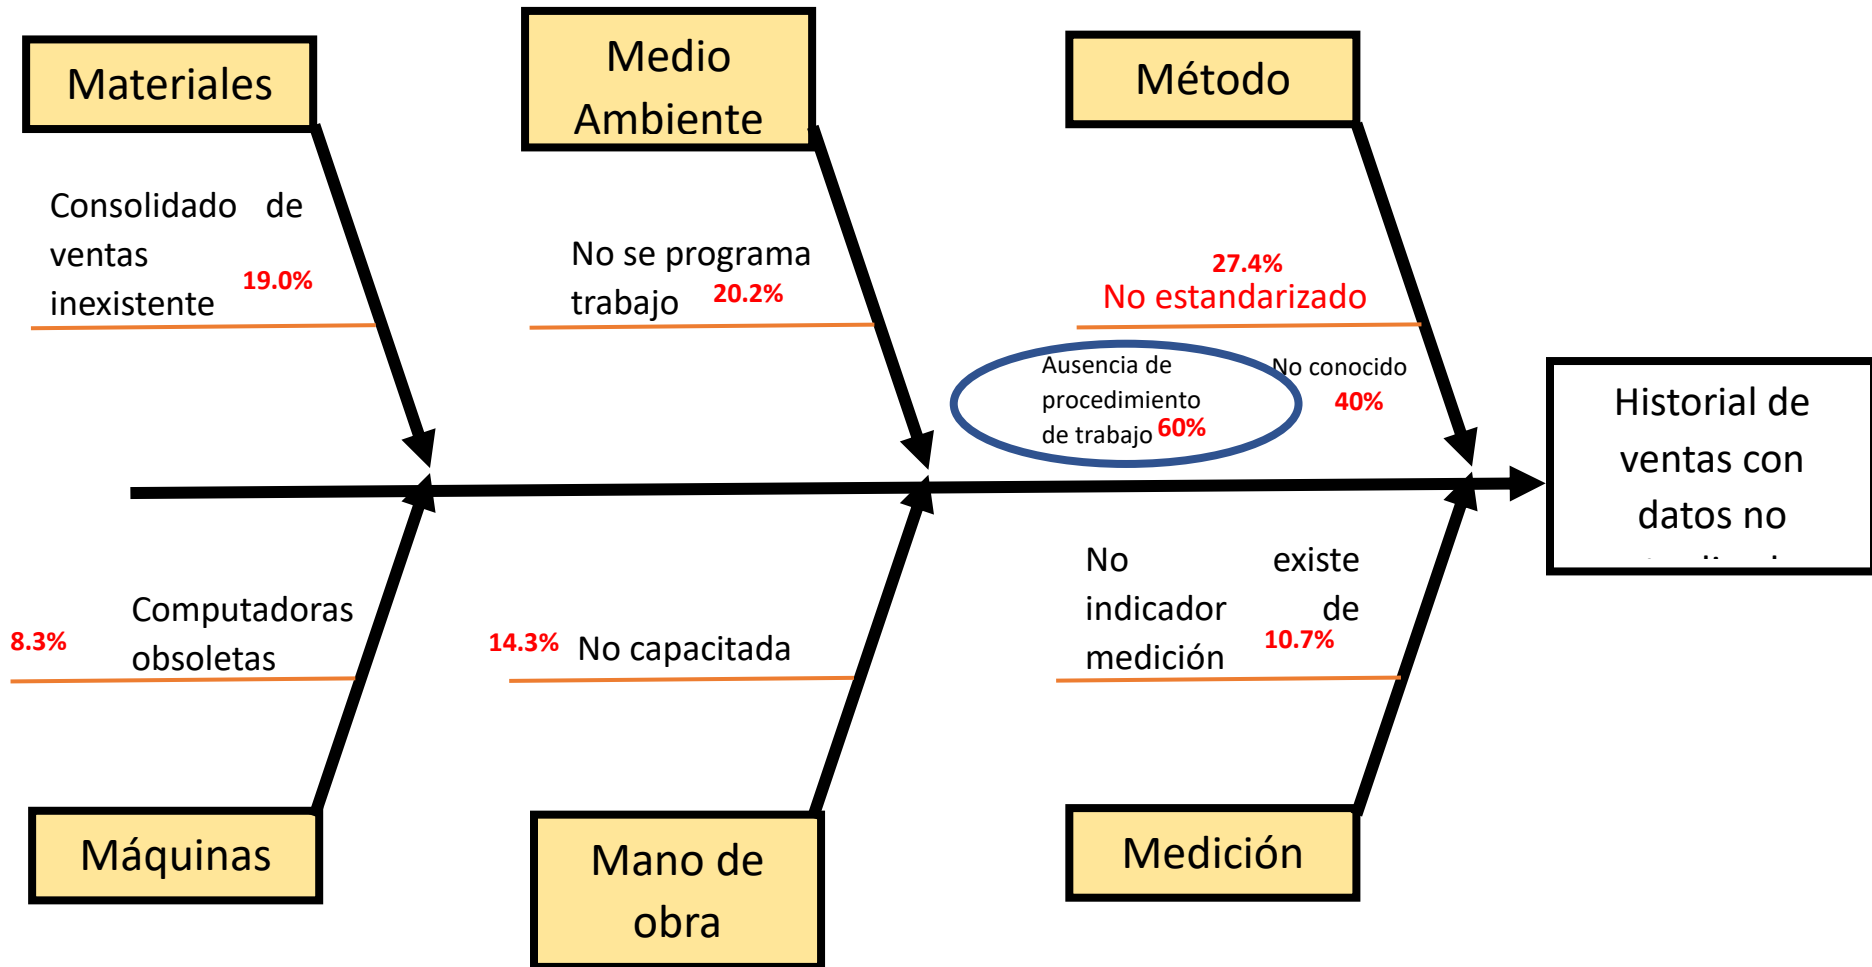 Materiales
Medio
Ambiente
Método
Consolidado de
ventas
inexistente 19.0%
No se programa
trabajo 20.2%
27.4%
No estandarizado
Ausencia de
procedimiento
de trabajo 60%
No conocido
40%
Historial de
ventas con
datos no
Computadoras
obsoletas
8.3%
14.3% No capacitada
No existe
indicador de
medición 10.7%
Máquinas
Mano de
obra
Medición